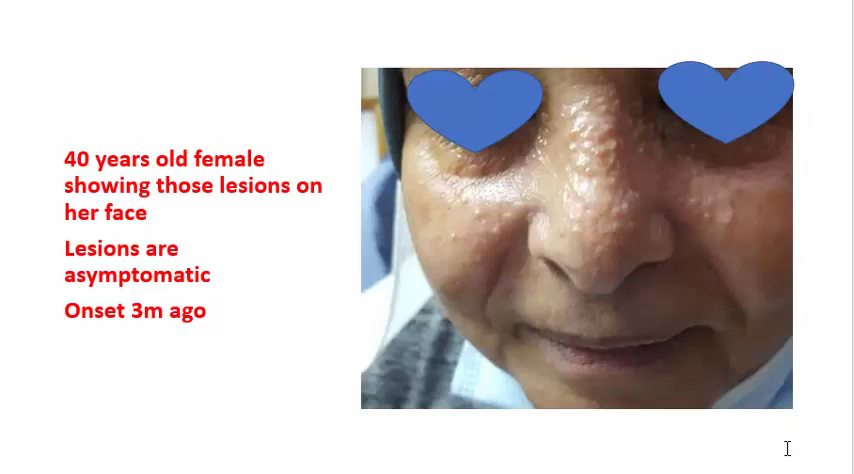 40 years old female
showing those lesions on
her face
Lesions are
asymptomatic
Onset 3m ago